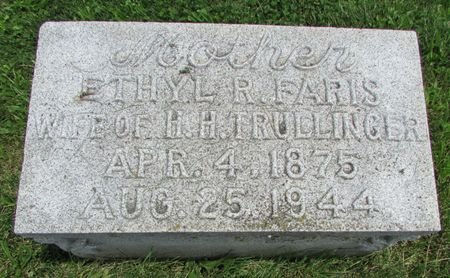 Mother
ETHYL R. FARIS
WIFE OF H. H. TRULLINGER
APR. 4, 1875
AUG. 25, 1944